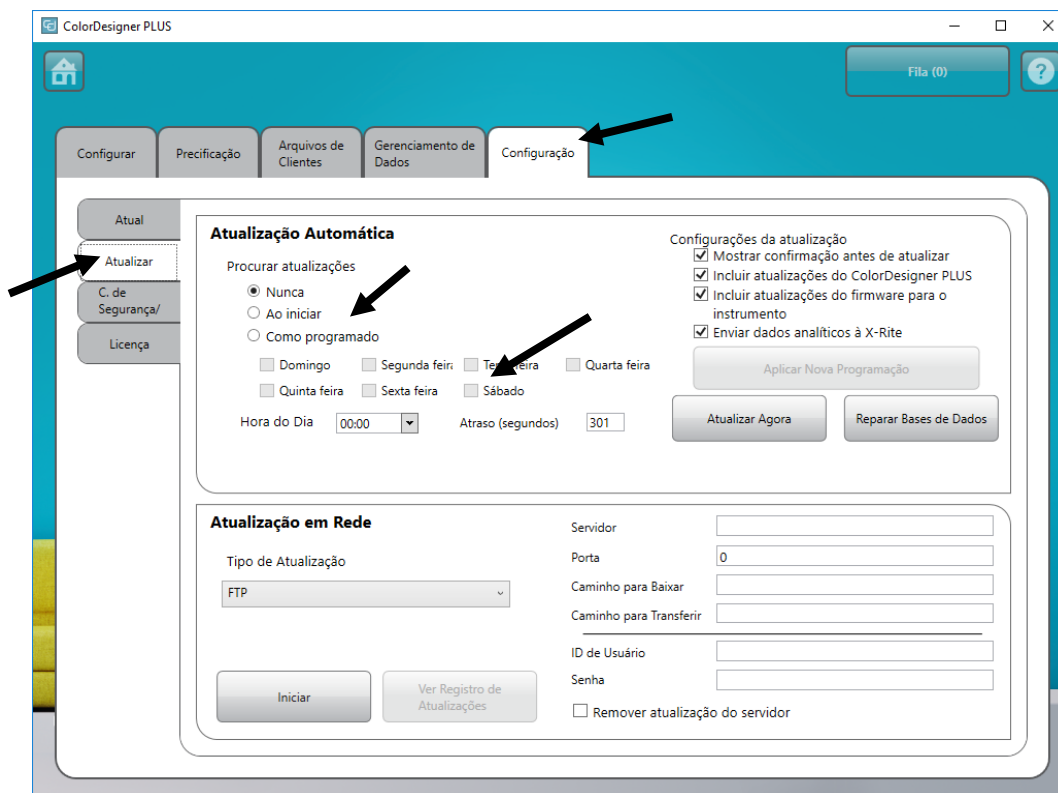 ColorDesigner PLUS
Fila (0)
?
Configurar
Precificação
Arquivos de
Clientes
Gerenciamento de
Dados
Configuração
Atual
Atualizar
C. de
Segurança/
Licença
Atualização Automática
Procurar atualizações
Nunca
Ao iniciar
Como programado
Domingo
Segunda feira
feira
Quarta feira
Quinta feira
Sexta feira
Sábado
Hora do Dia
00:00
Atraso (segundos)
301
Configurações da atualização
Mostrar confirmação antes de atualizar
Incluir atualizações do ColorDesigner PLUS
Incluir atualizações do firmware para o
instrumento
Enviar dados analíticos à X-Rite
Aplicar Nova Programação
Atualizar Agora
Reparar Bases de Dados
Atualização em Rede
Tipo de Atualização
FTP
Iniciar
Ver Registro de
Atualizações
Servidor
Porta
0
Caminho para Baixar
Caminho para Transferir
ID de Usuário
Senha
Remover atualização do servidor